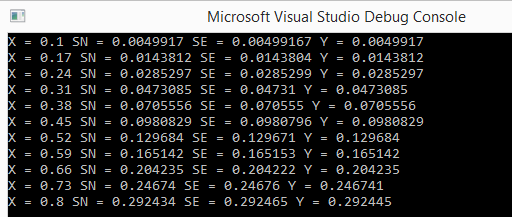 Microsoft Visual Studio Debug Console
X = 0.1 SN = 0.0049917 SE = 0.00499167 Y = 0.0049917
X = 0.17 SN = 0.0143812 SE = 0.0143804 Y = 0.0143812
X = 0.24 SN = 0.0285297 SE = 0.0285299 Y = 0.0285297
X = 0.31 SN = 0.0473085 SE = 0.04731 Y = 0.0473085
X = 0.38 SN = 0.0705556 SE = 0.070555 Y = 0.0705556
X = 0.45 SN = 0.0980829 SE = 0.0980796 Y = 0.0980829
X = 0.52 SN = 0.129684 SE = 0.129671 Y = 0.129684
X = 0.59 SN = 0.165142 SE = 0.165153 Y = 0.165142
X = 0.66 SN = 0.204235 SE = 0.204222 Y = 0.204235
X = 0.73 SN = 0.24674 SE = 0.24676 Y = 0.246741
X = 0.8 SN = 0.292434 SE = 0.292465 Y = 0.292445